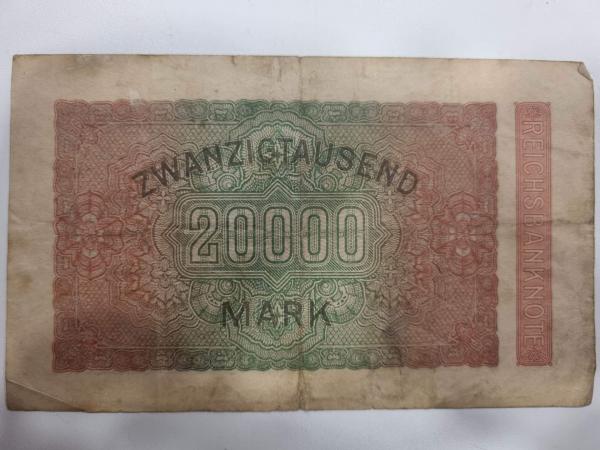 ZWANZIGTAUSEND
20000
MARK
REICHSBANKNOTE